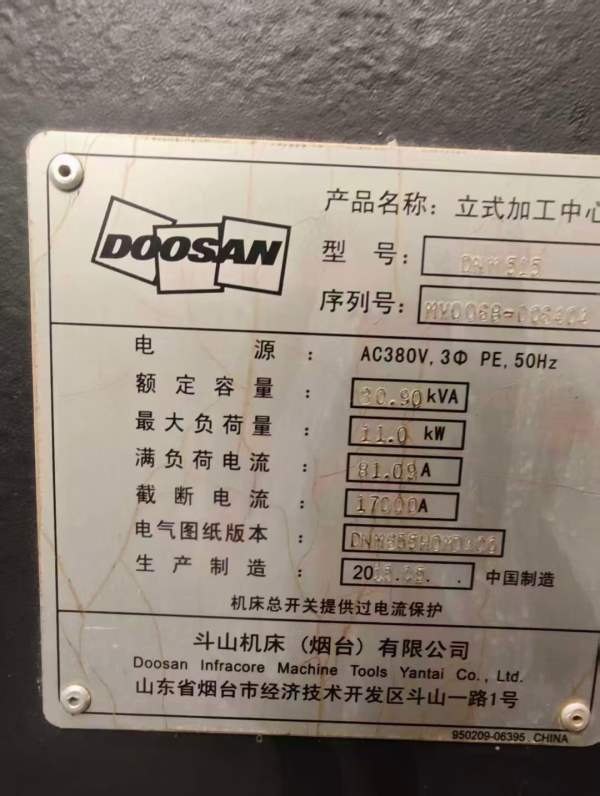 DOOSAN
产品名称: 立式加工中心
型 号:
序列号:
电 源 : AC380V, 3Φ PE, 50Hz
额定容量 : 30.90 kVA
最大负荷量 : 11.0 kW
满负荷电流 : 81.09 A
截断电流 : 17000A
电气图纸版本 :
生产制造 : 20 中国制造
机床总开关提供过电流保护
斗山机床 (烟台) 有限公司
Doosan Infracore Machine Tools Yantai Co., Ltd.
山东省烟台市经济技术开发区斗山一路1号
950209-06395 . CHINA